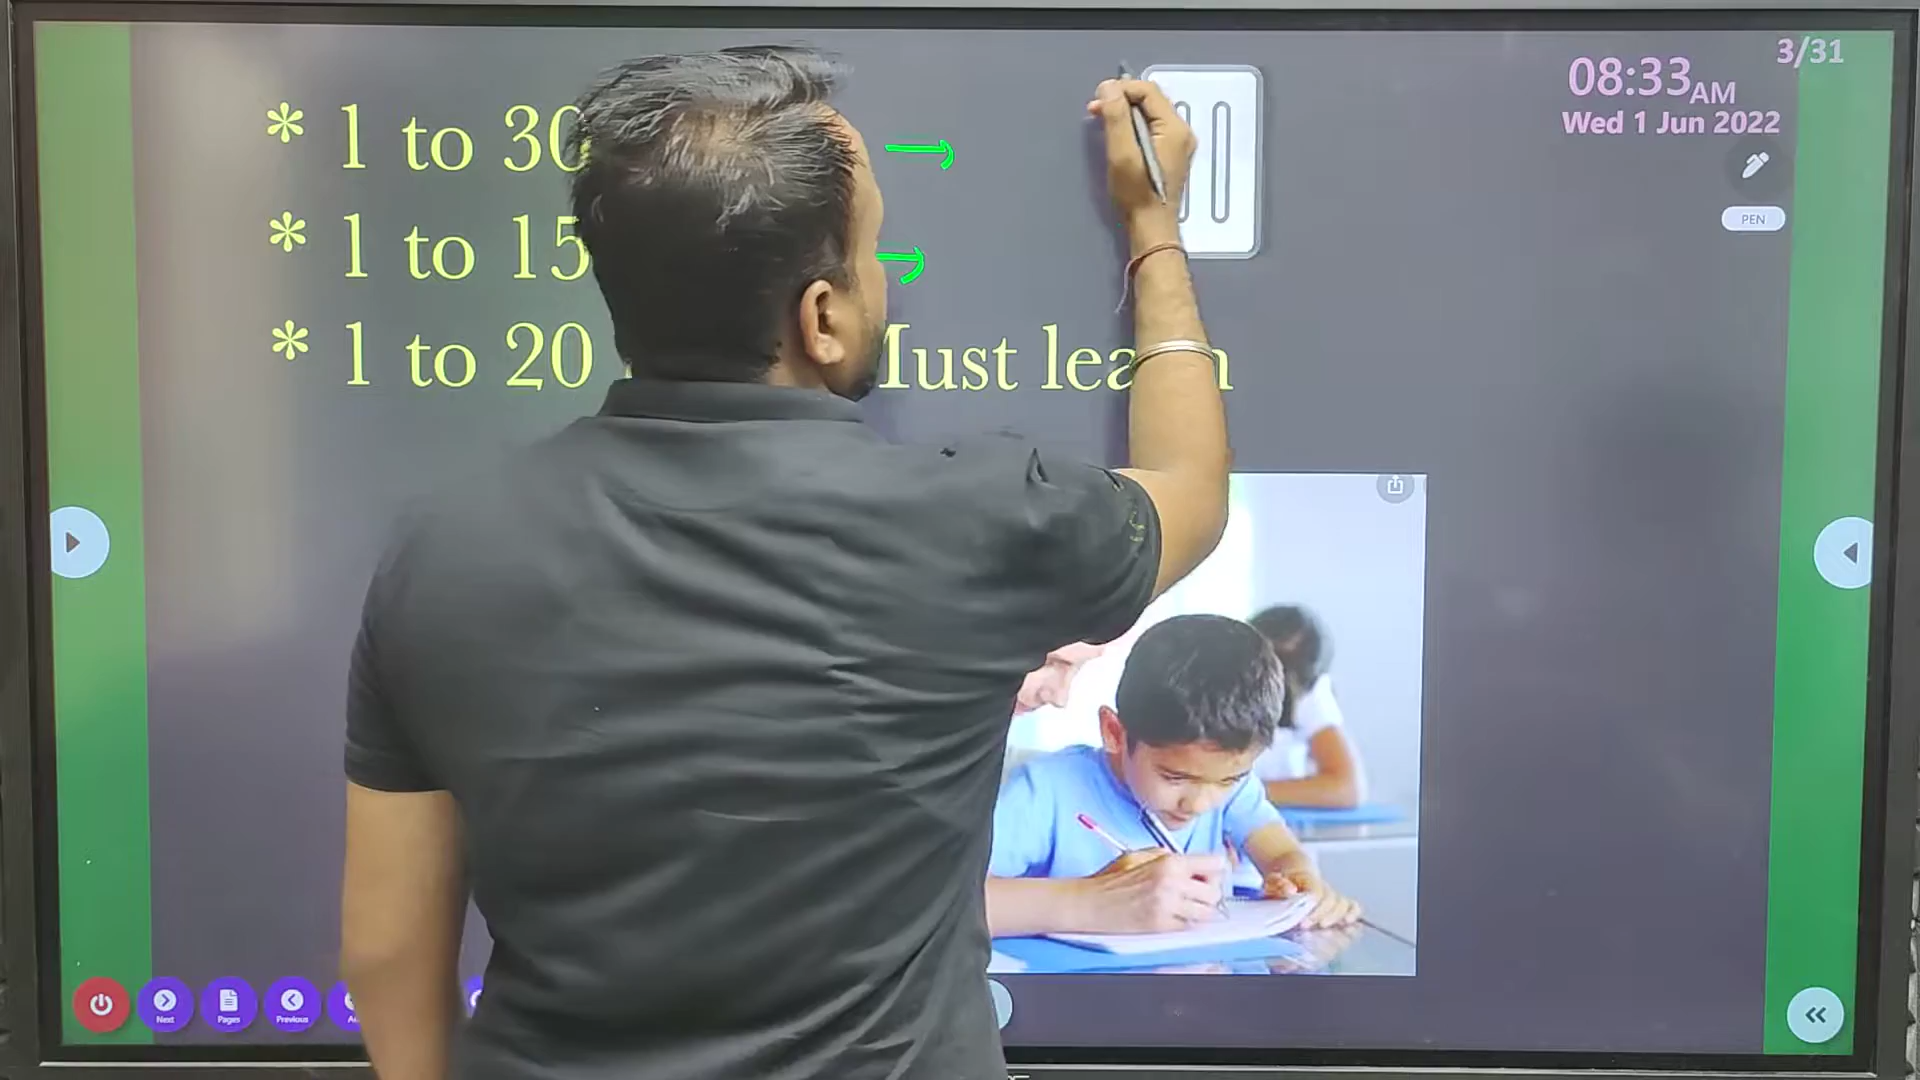 3/31
08:33AM
Wed 1 Jun 2022
PEN
* 1 to 30
* 1 to 15
* 1 to 20 Must learn
Next
Pages
Previous